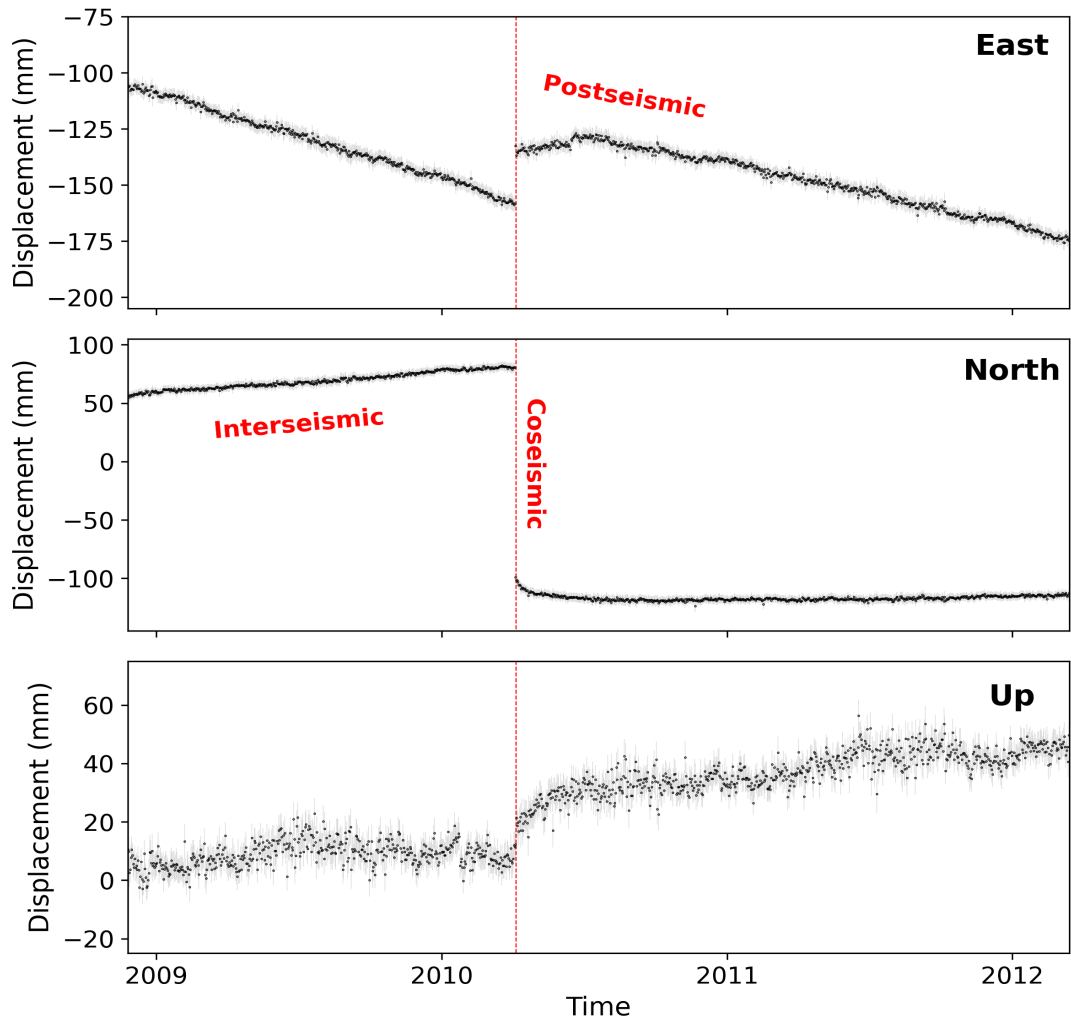 −75
−100
−125
−150
−175
−200
Displacement (mm)
East
Postseismic
100
50
0
−50
−100
Displacement (mm)
North
Interseismic
Coseismic
60
40
20
0
−20
Displacement (mm)
Up
2009
2010
2011
2012
Time